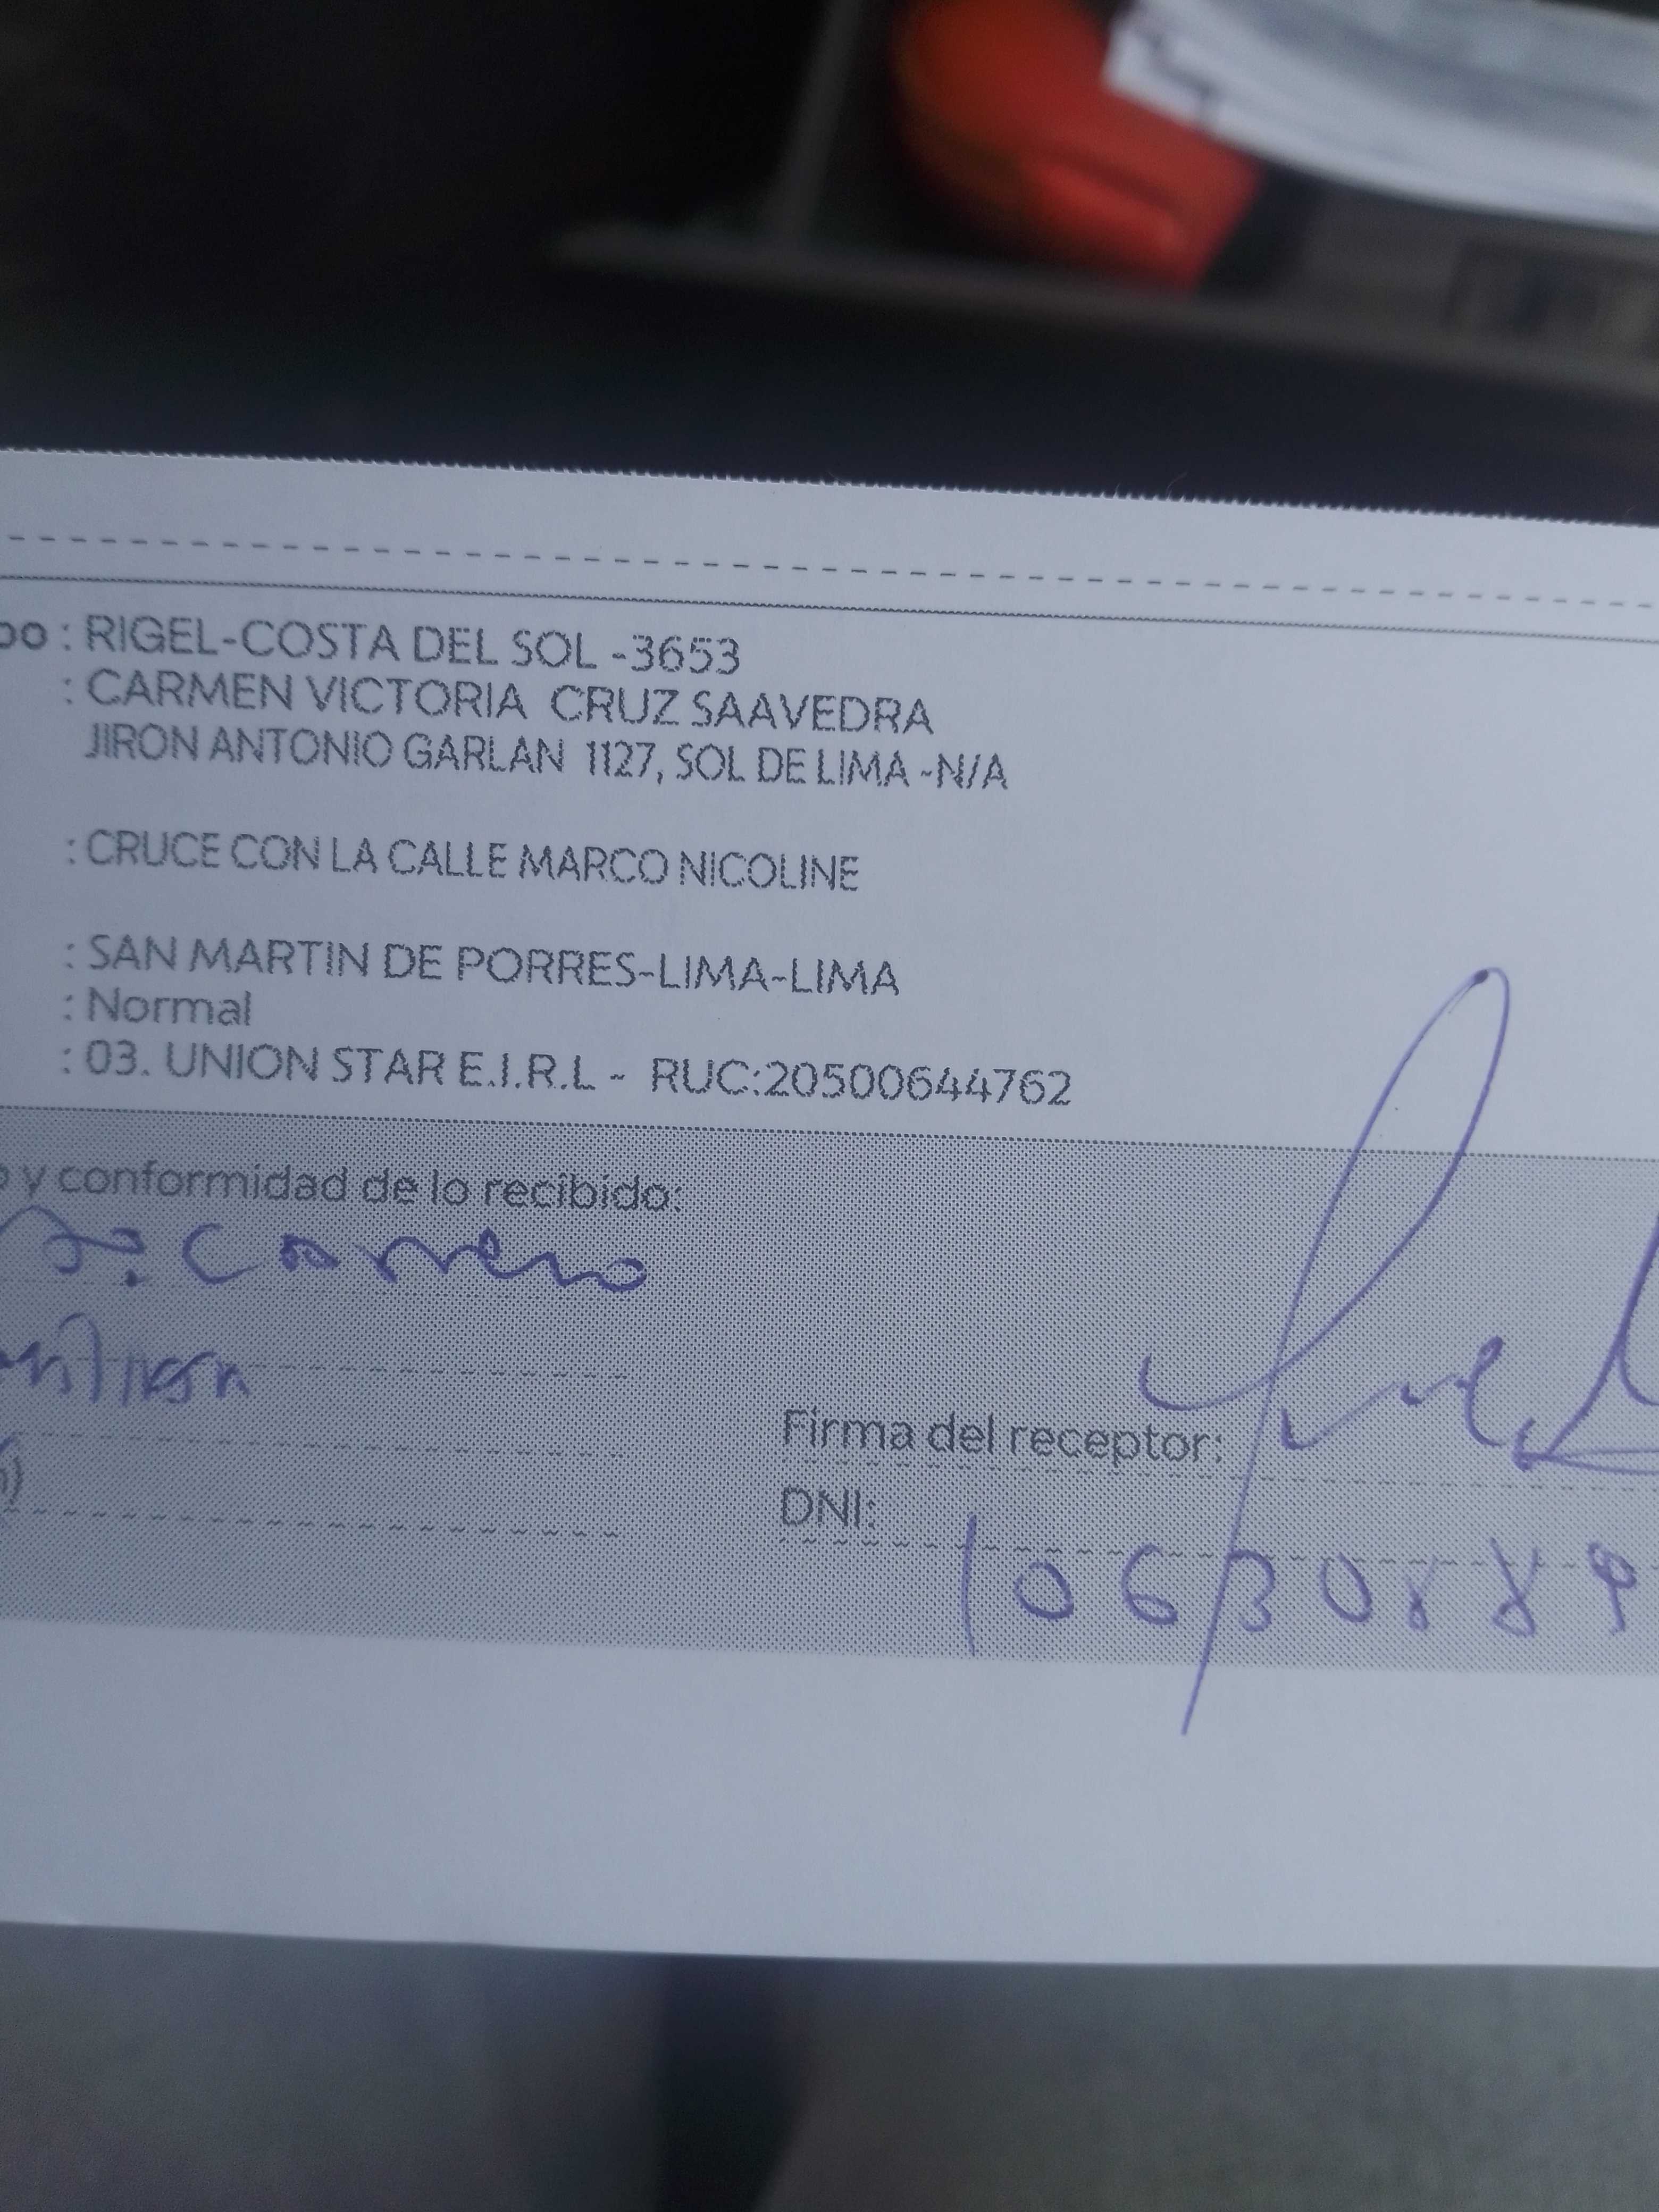 : RIGEL-COSTA DEL SOL -3653
: CARMEN VICTORIA CRUZ SAAVEDRA
JIRON ANTONIO GARLAN 1127, SOL DE LIMA -N/A
: CRUCE CON LA CALLE MARCO NICOLINE
: SAN MARTIN DE PORRES-LIMA-LIMA
: Normal
: 03. UNION STAR E.I.R.L - RUC:20500644762
y conformidad de lo recibido:
Firma del receptor:
DNI:
10630889